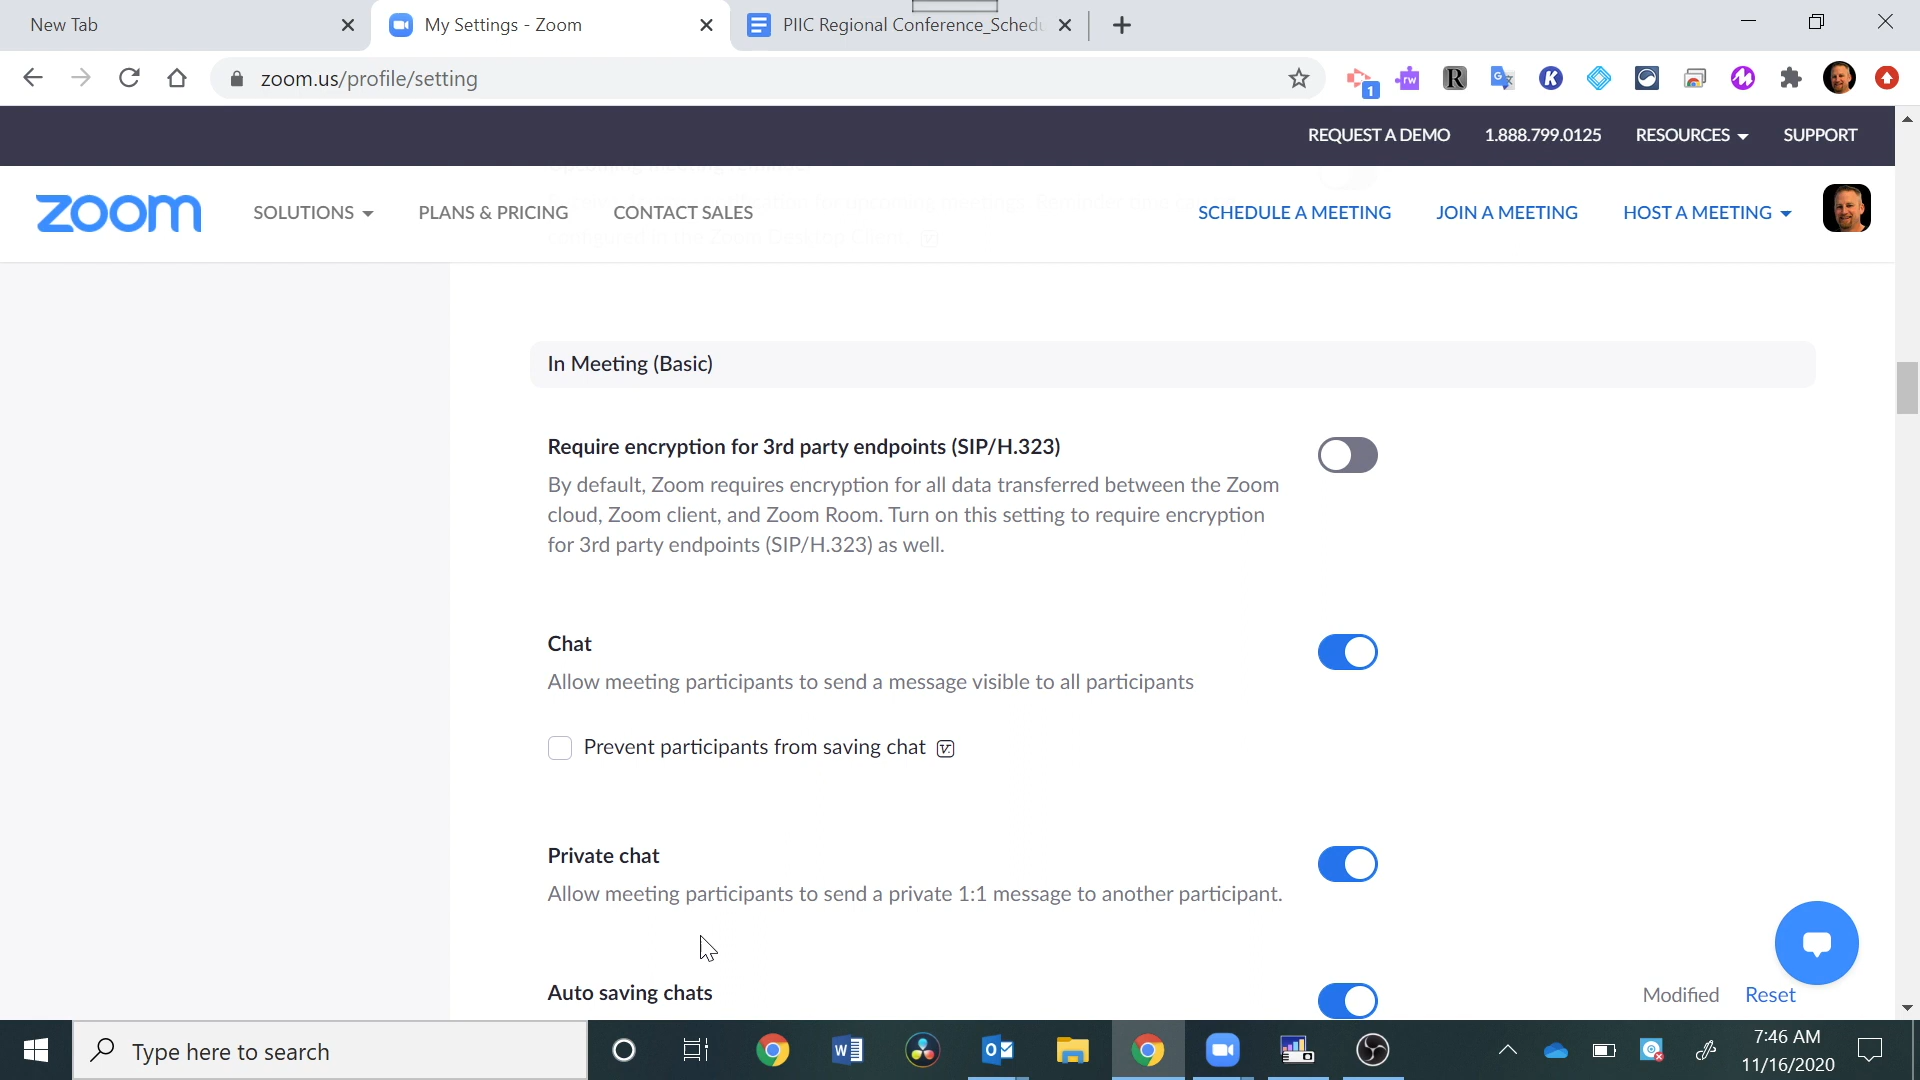 New Tab
My Settings - Zoom
PIIC Regional Conference_Sched
zoom.us/profile/setting
1
rw
R
G
K
REQUEST A DEMO
1.888.799.0125
RESOURCES
SUPPORT
zoom
SOLUTIONS
PLANS & PRICING
CONTACT SALES
SCHEDULE A MEETING
JOIN A MEETING
HOST A MEETING
In Meeting (Basic)
Require encryption for 3rd party endpoints (SIP/H.323)
By default, Zoom requires encryption for all data transferred between the Zoom
cloud, Zoom client, and Zoom Room. Turn on this setting to require encryption
for 3rd party endpoints (SIP/H.323) as well.
Chat
Allow meeting participants to send a message visible to all participants
Prevent participants from saving chat
Private chat
Allow meeting participants to send a private 1:1 message to another participant.
Auto saving chats
Modified
Reset
Type here to search
7:46 AM
11/16/2020